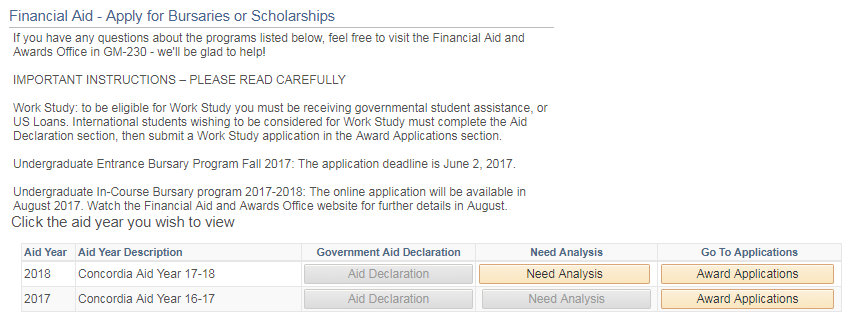 Financial Aid - Apply for Bursaries or Scholarships
If you have any questions about the programs listed below, feel free to visit the Financial Aid and
Awards Office in GM-230 - we'll be glad to help!
IMPORTANT INSTRUCTIONS – PLEASE READ CAREFULLY
Work Study: to be eligible for Work Study you must be receiving governmental student assistance, or
US Loans. International students wishing to be considered for Work Study must complete the Aid
Declaration section, then submit a Work Study application in the Award Applications section.
Undergraduate Entrance Bursary Program Fall 2017: The application deadline is June 2, 2017.
Undergraduate In-Course Bursary program 2017-2018: The online application will be available in
August 2017. Watch the Financial Aid and Awards Office website for further details in August.
Click the aid year you wish to view
Aid Year Aid Year Description Government Aid Declaration Need Analysis Go To Applications
2018 Concordia Aid Year 17-18 Aid Declaration Need Analysis Award Applications
2017 Concordia Aid Year 16-17 Aid Declaration Need Analysis Award Applications